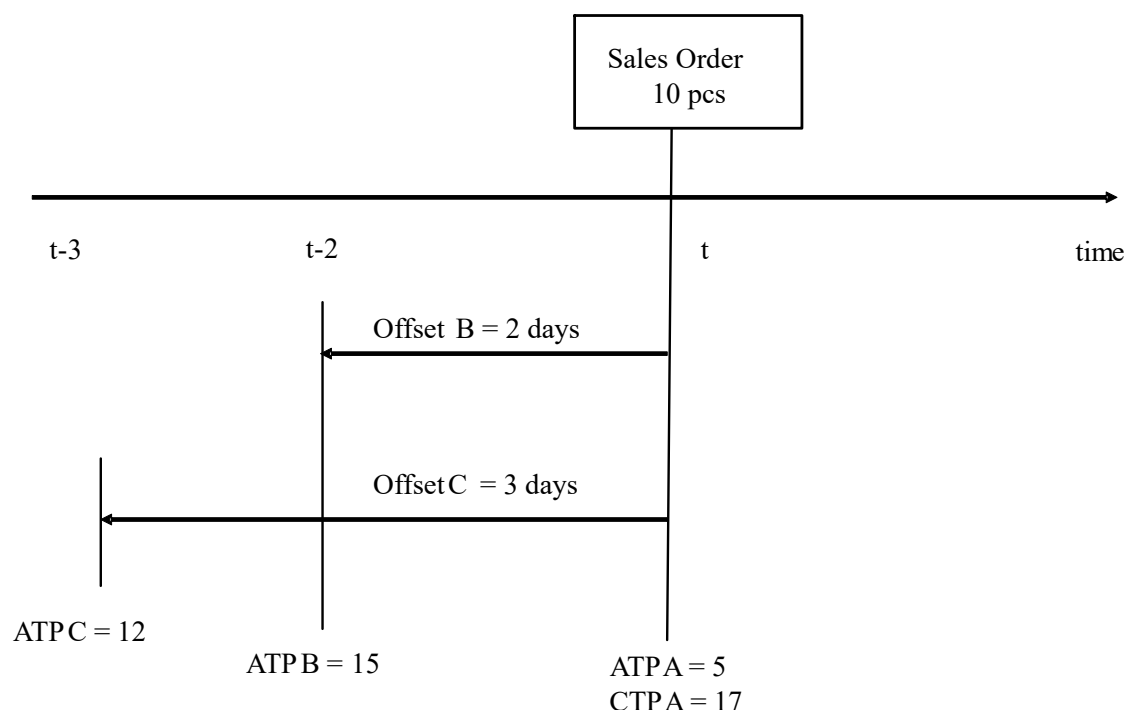 Sales Order
10 pcs
t-3
t-2
t
time
Offset B = 2 days
Offset C = 3 days
ATP C = 12
ATP B = 15
ATP A = 5
CTP A = 17